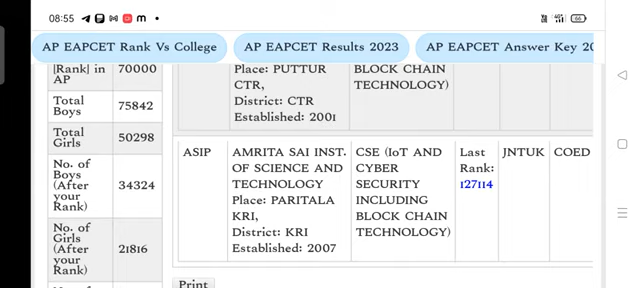 08:55
66
AP EAPCET Rank Vs College
AP EAPCET Results 2023
AP EAPCET Answer Key 20
|Rank| in
AP
70000
Total
Boys
75842
Total
Girls
50298
No. of
Boys
(After
your
Rank)
34324
No. of
Girls
(After
your
Rank)
21816
Place: PUTTUR
CTR,
District: CTR
Established: 2001
BLOCK CHAIN
TECHNOLOGY)
ASIP
AMRITA SAI INST.
OF SCIENCE AND
TECHNOLOGY
Place: PARITALA
KRI,
District: KRI
Established: 2007
CSE (IoT AND
CYBER
SECURITY
INCLUDING
BLOCK CHAIN
TECHNOLOGY)
Last
Rank:
127114
JNTUK
COED
Print